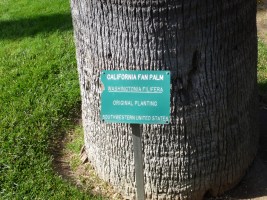 CALIFORNIA FAN PALM
WASHINGTONIA FILIFERA
ORIGINAL PLANTING
SOUTHWESTERN UNITED STATES